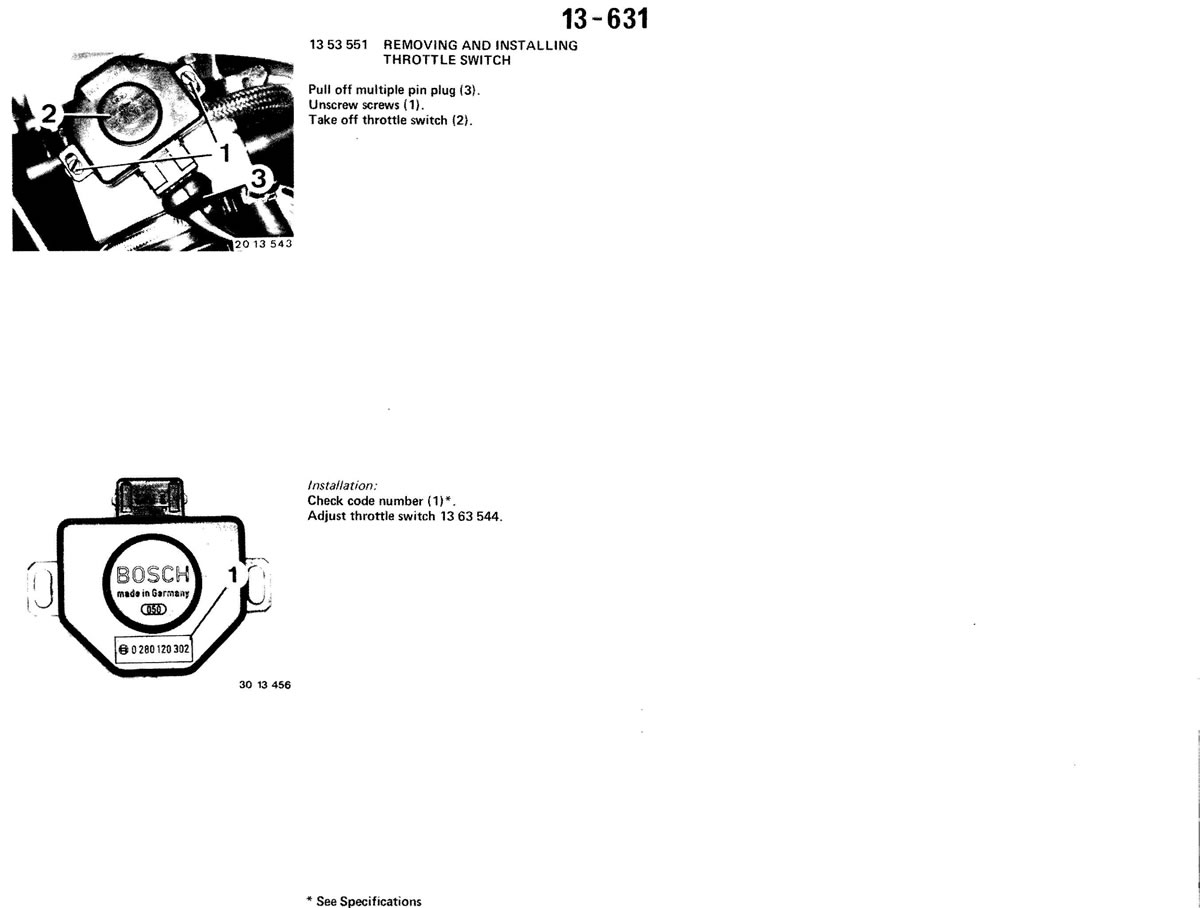 13-631
13 53 551 REMOVING AND INSTALLING
THROTTLE SWITCH
Pull off multiple pin plug (3).
Unscrew screws (1).
Take off throttle switch (2).
2
1
3
20 13 543
Installation:
Check code number (1)*.
Adjust throttle switch 13 63 544.
BOSCH
made in Germany
050
1
0 280 120 302
30 13 456
* See Specifications